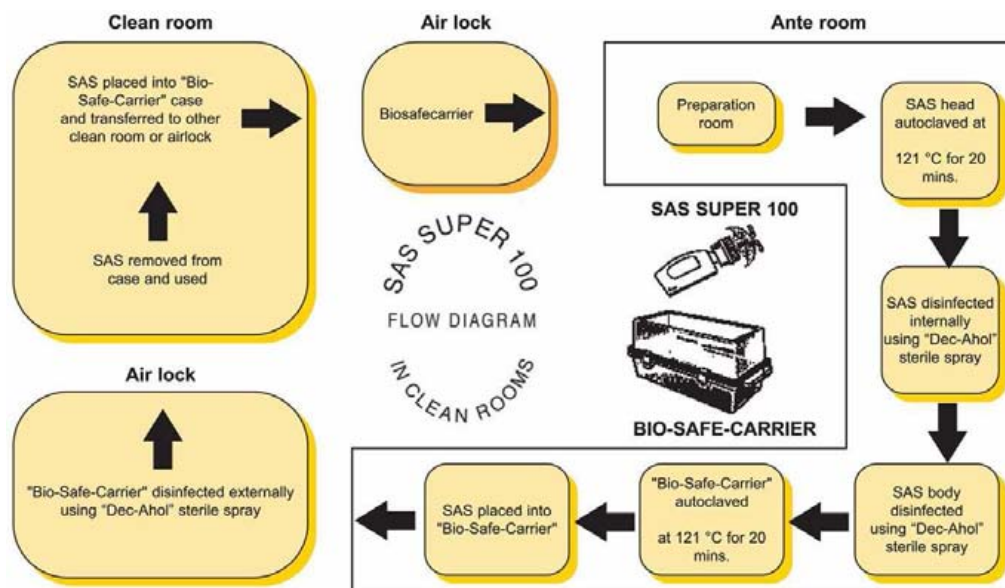 Clean room
SAS placed into "Bio-
Safe-Carrier" case
and transferred to other
clean room or airlock
SAS removed from
case and used
Air lock
Biosafecarrier
Ante room
Preparation
room
SAS head
autoclaved at
121 °C for 20
mins.
SAS disinfected
internally
using “Dec-Ahol”
sterile spray
SAS body
disinfected
using “Dec-Ahol”
sterile spray
"Bio-Safe-Carrier"
autoclaved
at 121 °C for 20
mins.
SAS placed into
"Bio-Safe-Carrier"
Air lock
"Bio-Safe-Carrier" disinfected externally
using “Dec-Ahol” sterile spray
SAS SUPER 100
FLOW DIAGRAM
IN CLEAN ROOMS
SAS SUPER 100
BIO-SAFE-CARRIER